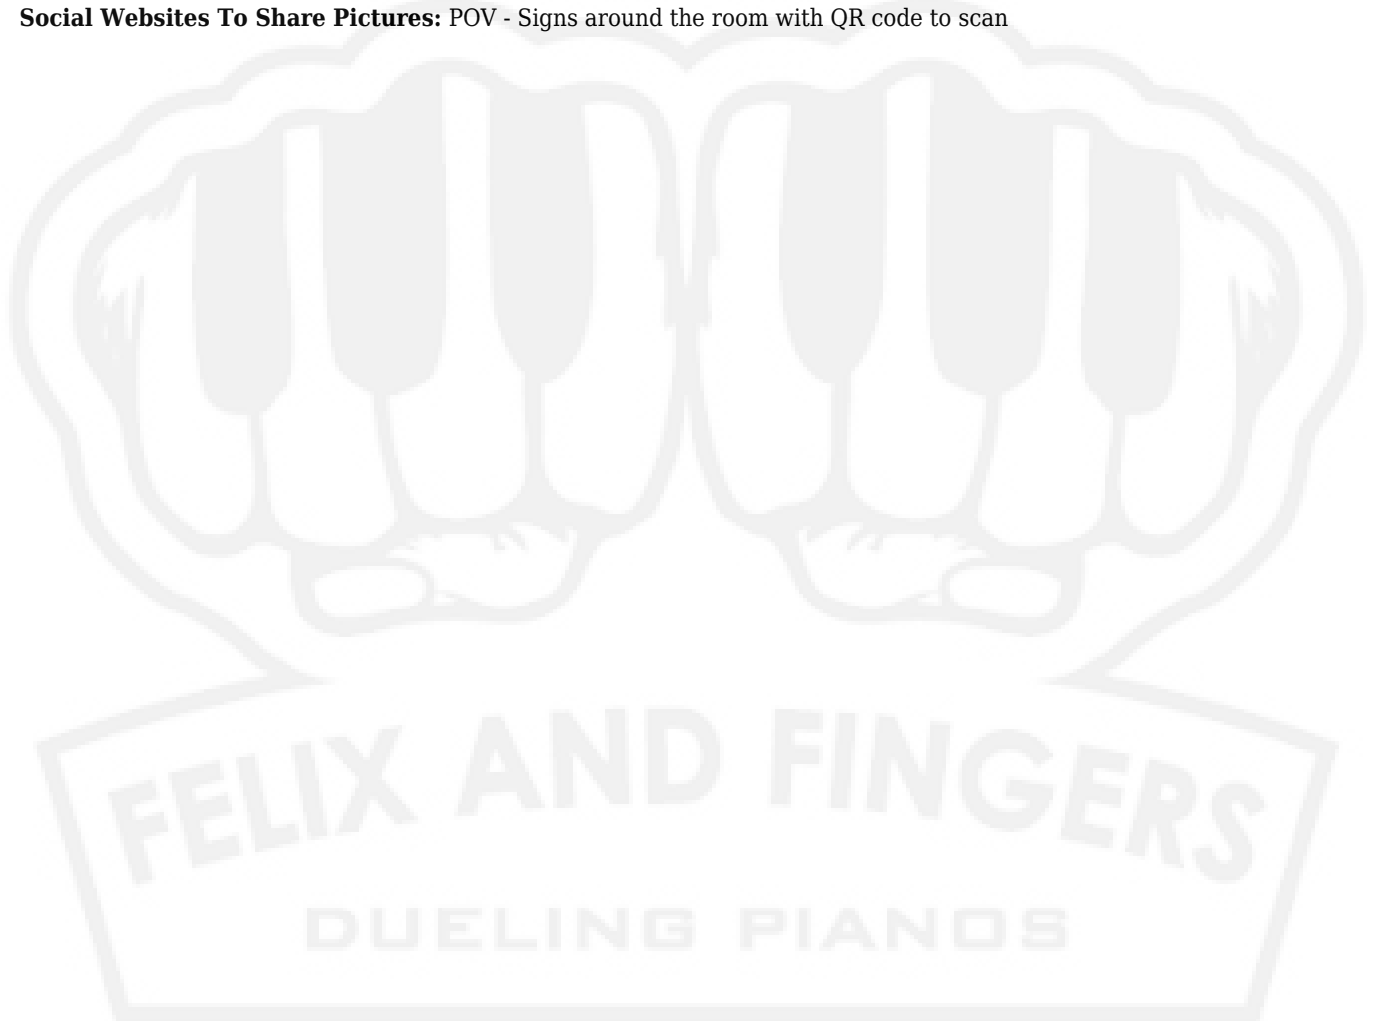 Social Websites To Share Pictures: POV - Signs around the room with QR code to scan
FELIX AND FINGERS
DUELING PIANOS